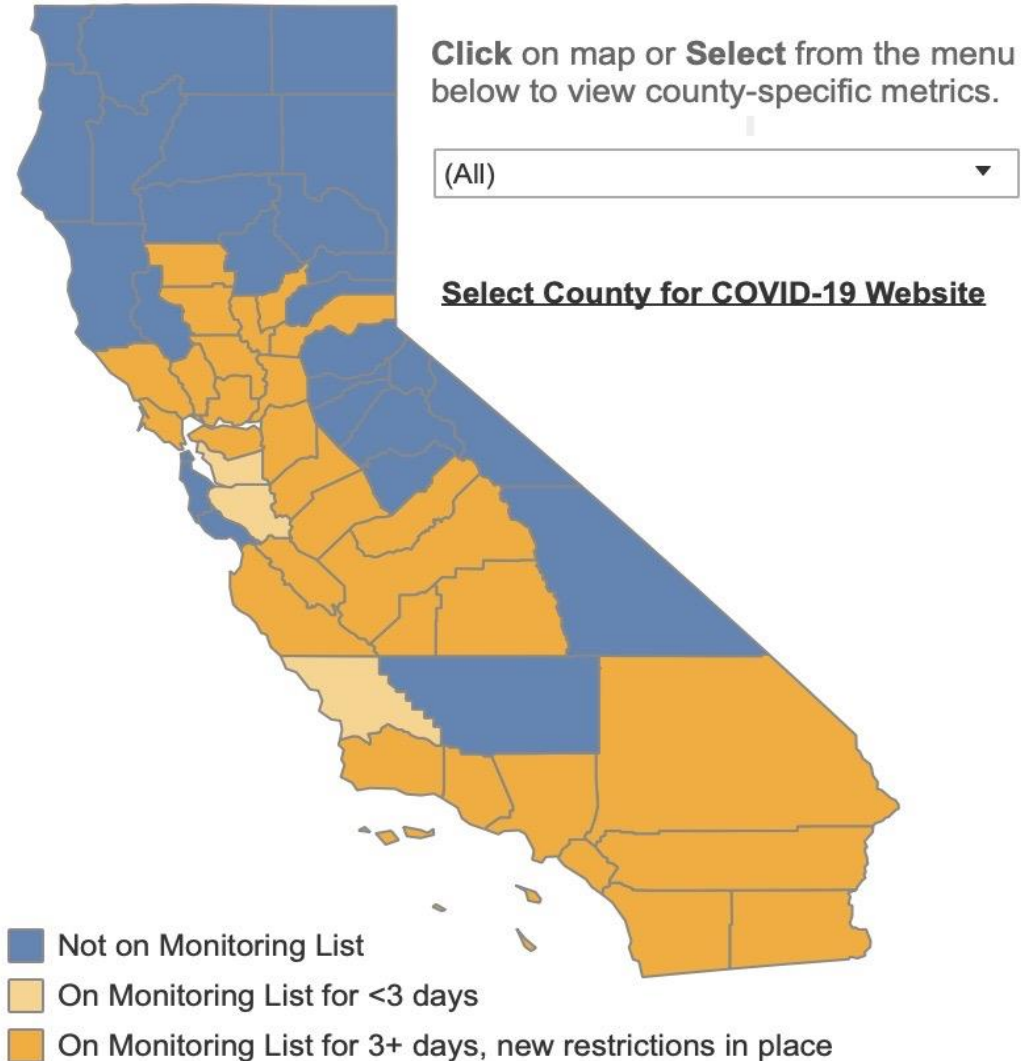 Click on map or Select from the menu
below to view county-specific metrics.
(All)
Select County for COVID-19 Website
Not on Monitoring List
On Monitoring List for <3 days
On Monitoring List for 3+ days, new restrictions in place